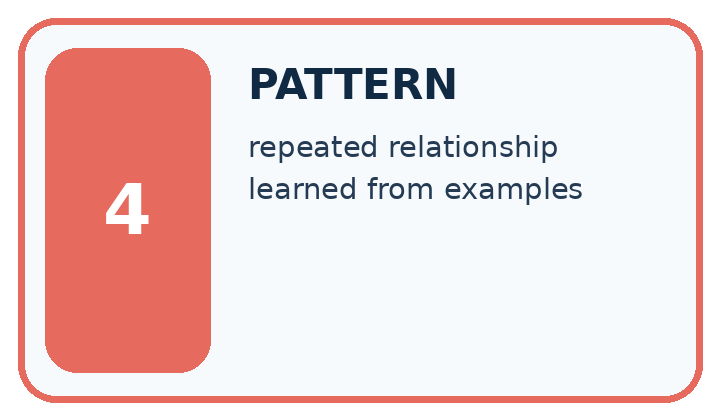 4
PATTERN
repeated relationship
learned from examples